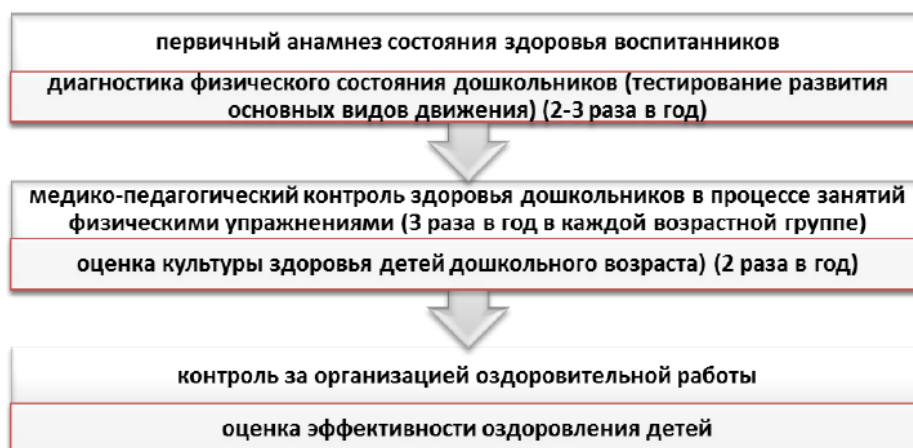 первичный анамнез состояния здоровья воспитанников
диагностика физического состояния дошкольников (тестирование развития
основных видов движения) (2-3 раза в год)
медико-педагогический контроль здоровья дошкольников в процессе занятий
физическими упражнениями (3 раза в год в каждой возрастной группе)
оценка культуры здоровья детей дошкольного возраста) (2 раза в год)
контроль за организацией оздоровительной работы
оценка эффективности оздоровления детей